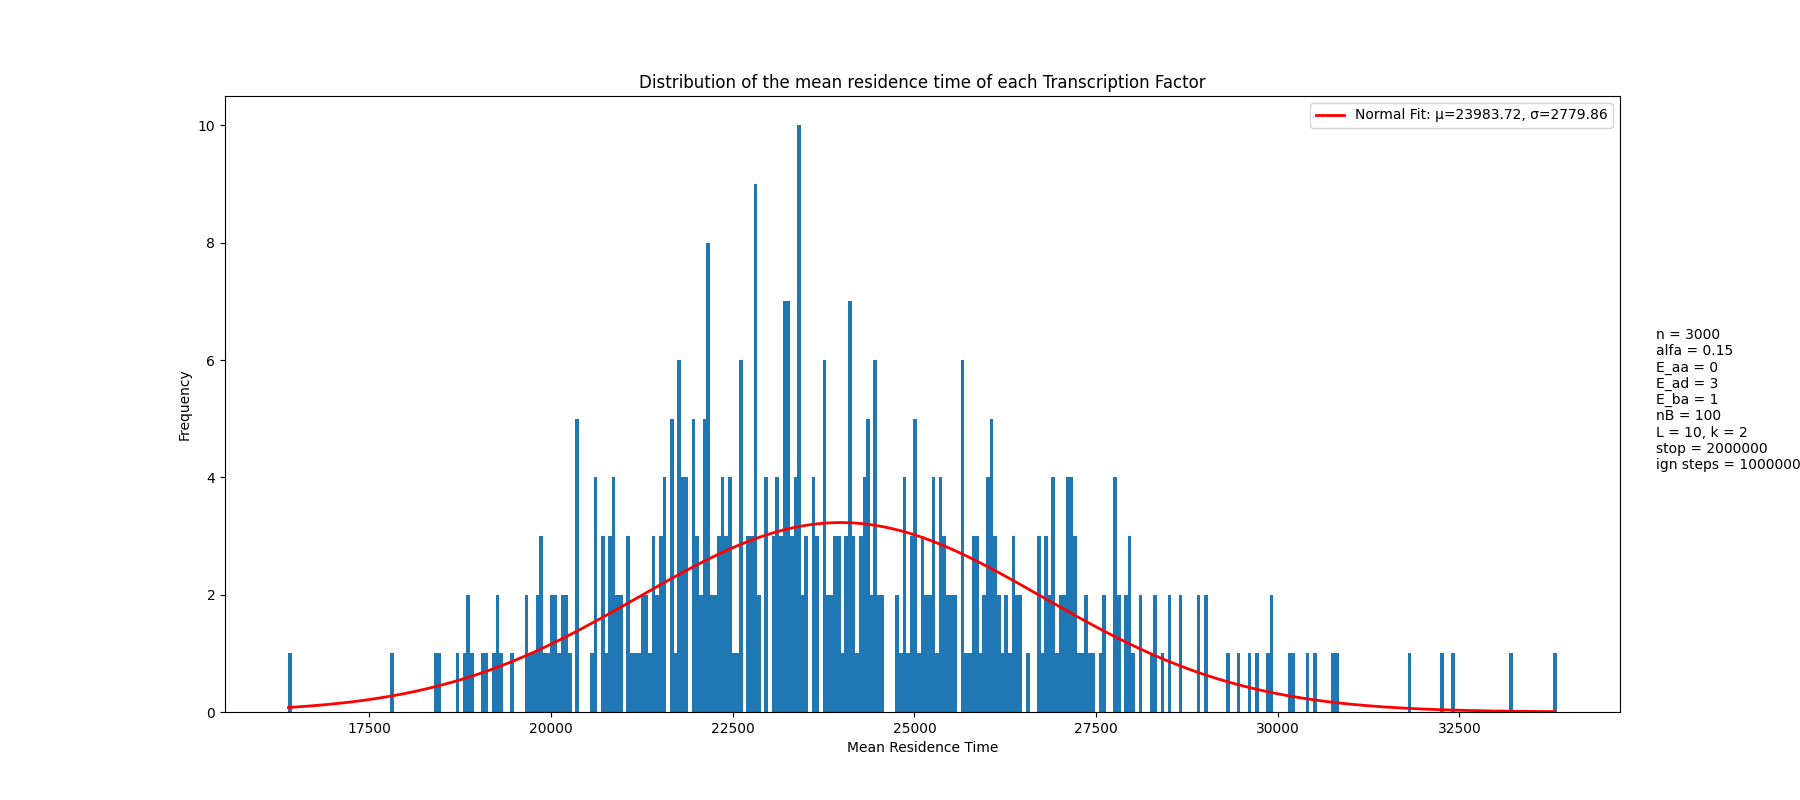 Distribution of the mean residence time of each Transcription Factor
Normal Fit: μ=23983.72, σ=2779.86
10
8
6
4
2
0
Frequency
17500 20000 22500 25000 27500 30000 32500
Mean Residence Time
n = 3000
alfa = 0.15
E_aa = 0
E_ad = 3
E_ba = 1
nB = 100
L = 10, k = 2
stop = 2000000
ign steps = 1000000